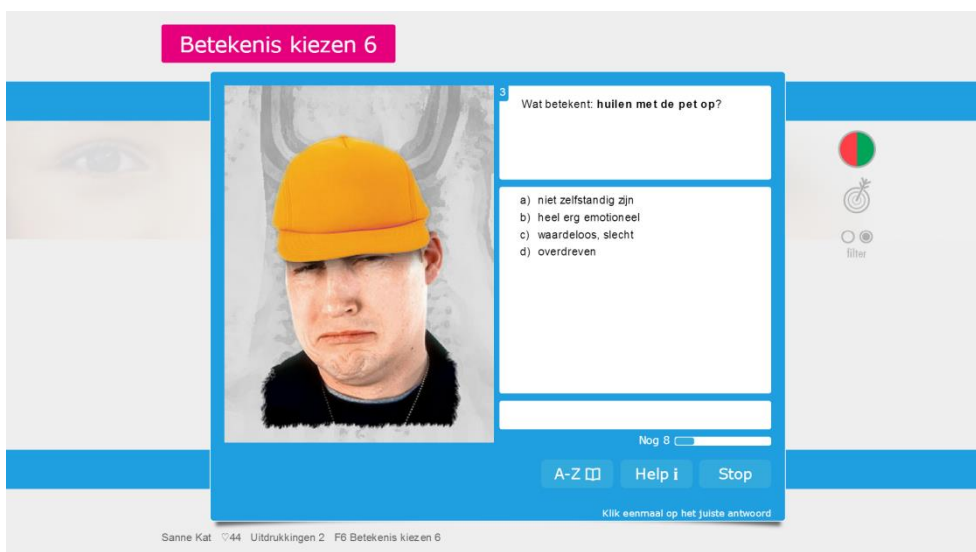 Betekenis kiezen 6
3
Wat betekent: huilen met de pet op?
a) niet zelfstandig zijn
b) heel erg emotioneel
c) waardeloos, slecht
d) overdreven
filter
Nog 8
A-Z
Help i
Stop
Klik eenmaal op het juiste antwoord
Sanne Kat ♡44 Uitdrukkingen 2 F6 Betekenis kiezen 6